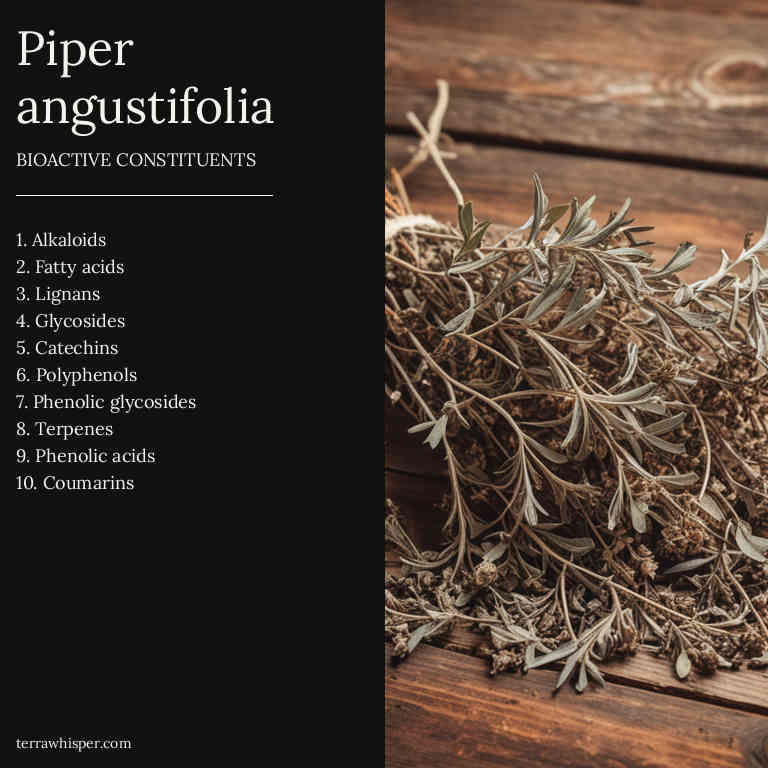 Piper
angustifolia
BIOACTIVE CONSTITUENTS
1. Alkaloids
2. Fatty acids
3. Lignans
4. Glycosides
5. Catechins
6. Polyphenols
7. Phenolic glycosides
8. Terpenes
9. Phenolic acids
10. Coumarins
terrawhisper.com